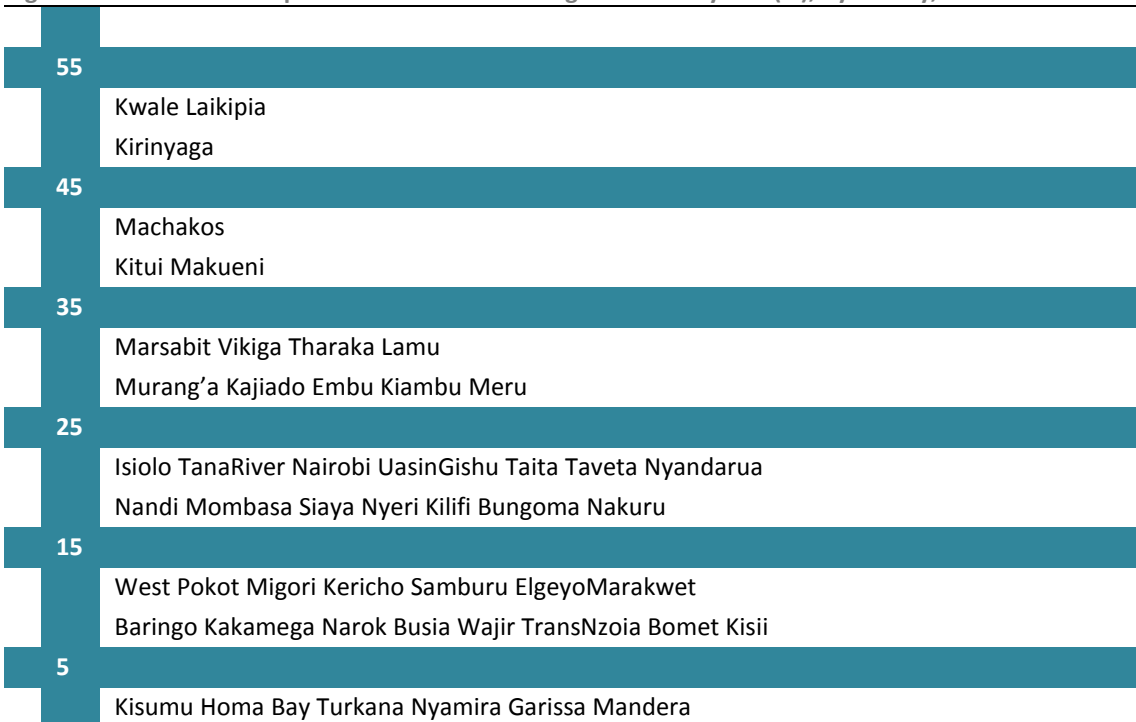 55
Kwale Laikipia
Kirinyaga
45
Machakos
Kitui Makueni
35
Marsabit Vikiga Tharaka Lamu
Murang’a Kajiado Embu Kiambu Meru
25
Isiolo TanaRiver Nairobi UasinGishu Taita Taveta Nyandarua
Nandi Mombasa Siaya Nyeri Kilifi Bungoma Nakuru
15
West Pokot Migori Kericho Samburu ElgeyoMarakwet
Baringo Kakamega Narok Busia Wajir TransNzoia Bomet Kisii
5
Kisumu Homa Bay Turkana Nyamira Garissa Mandera